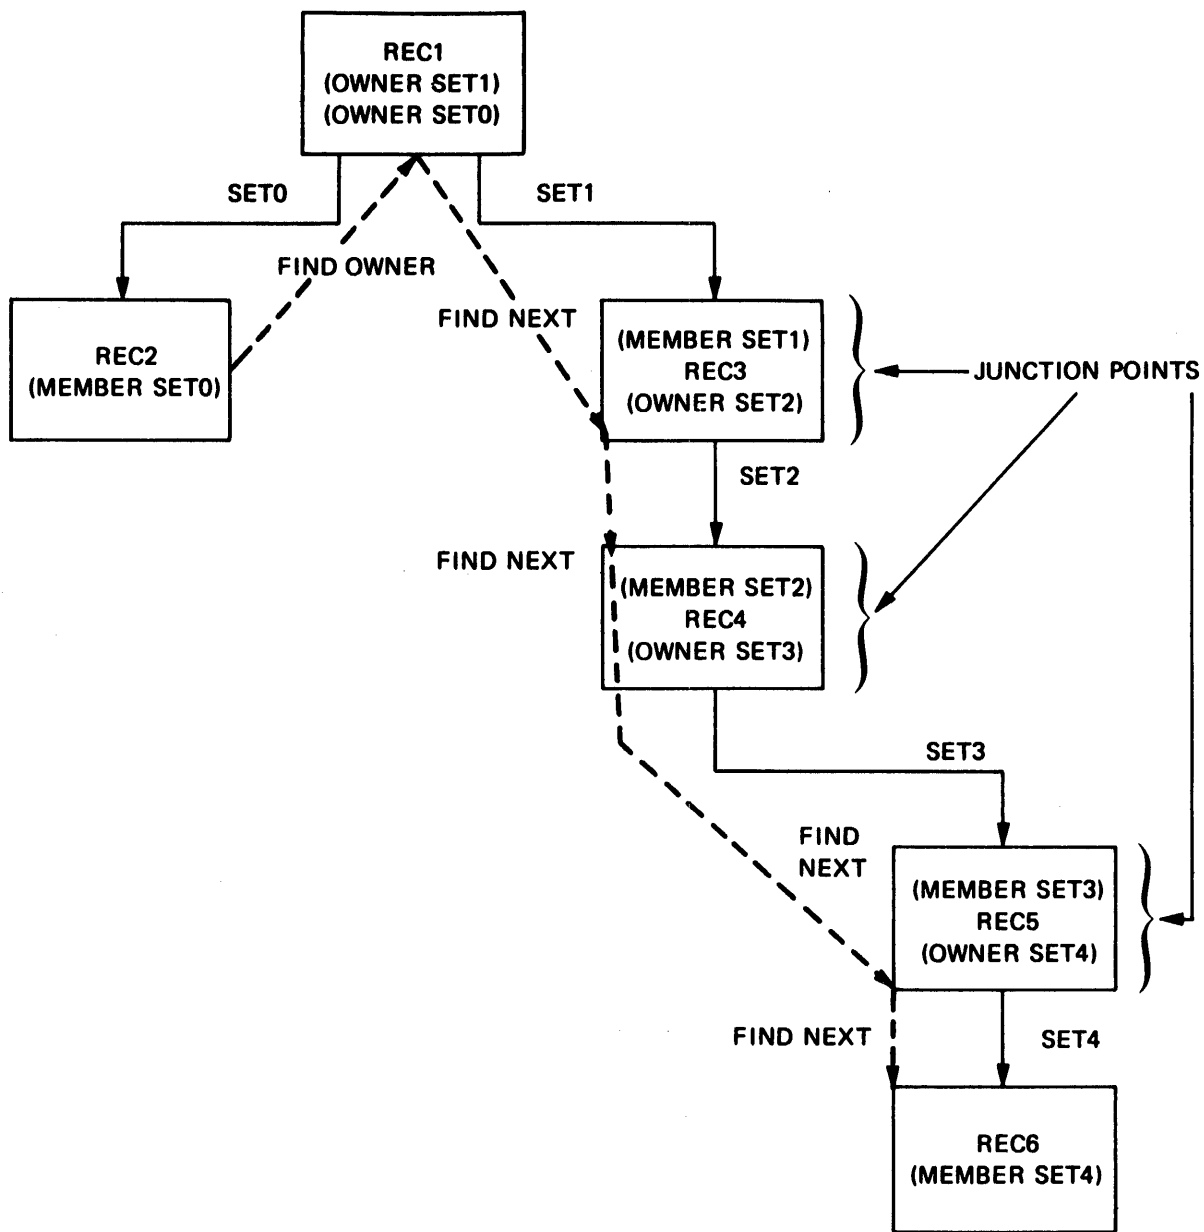 REC1
(OWNER SET1)
(OWNER SET0)
SET0
SET1
FIND OWNER
FIND NEXT
REC2
(MEMBER SET0)
(MEMBER SET1)
REC3
(OWNER SET2)
JUNCTION POINTS
SET2
FIND NEXT
(MEMBER SET2)
REC4
(OWNER SET3)
SET3
FIND
NEXT
(MEMBER SET3)
REC5
(OWNER SET4)
FIND NEXT
SET4
REC6
(MEMBER SET4)